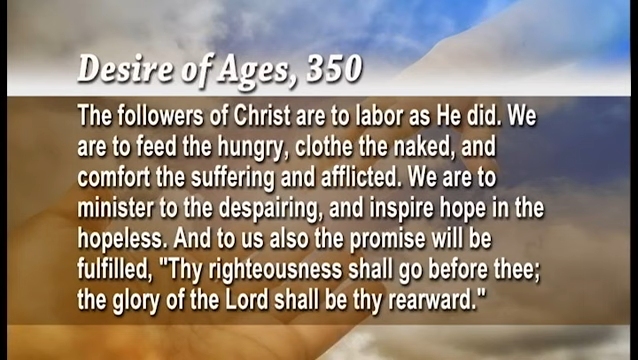 Desire of Ages, 350
The followers of Christ are to labor as He did. We
are to feed the hungry, clothe the naked, and
comfort the suffering and afflicted. We are to
minister to the despairing, and inspire hope in the
hopeless. And to us also the promise will be
fulfilled, "Thy righteousness shall go before thee;
the glory of the Lord shall be thy rearward."